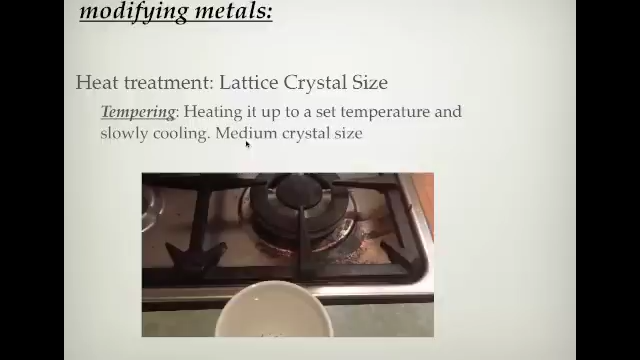 modifying metals:
Heat treatment: Lattice Crystal Size
Tempering: Heating it up to a set temperature and
slowly cooling. Medium crystal size